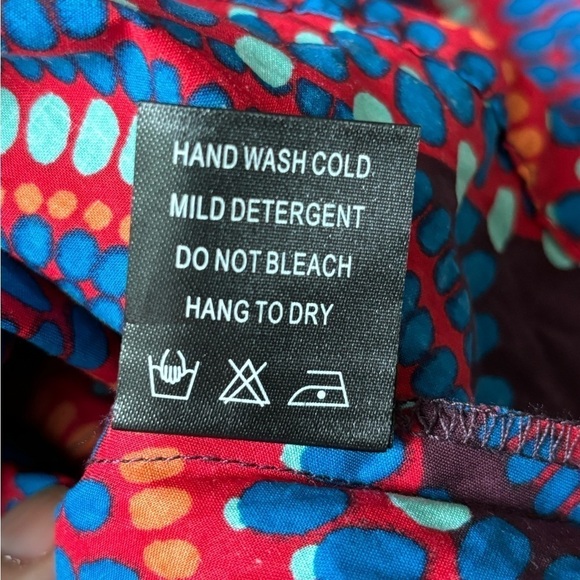 HAND WASH COLD
MILD DETERGENT
DO NOT BLEACH
HANG TO DRY